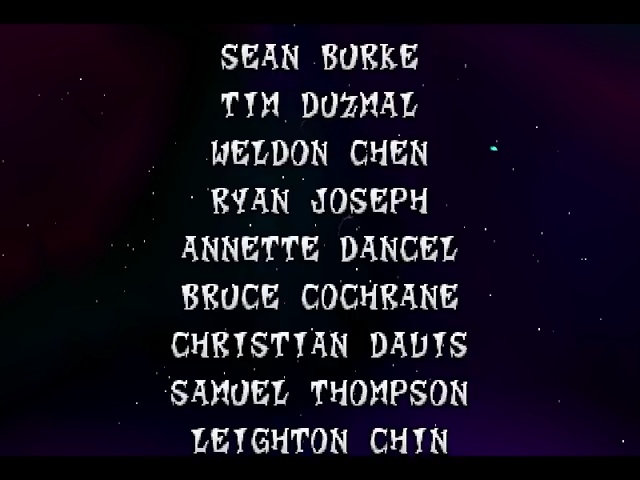 SEAN BURKE
TIM DUZMAL
WELDON CHEN
RYAN JOSEPH
ANNETTE DANCEL
BRUCE COCHRANE
CHRISTIAN DAVIS
SAMUEL THOMPSON
LEIGHTON CHIN